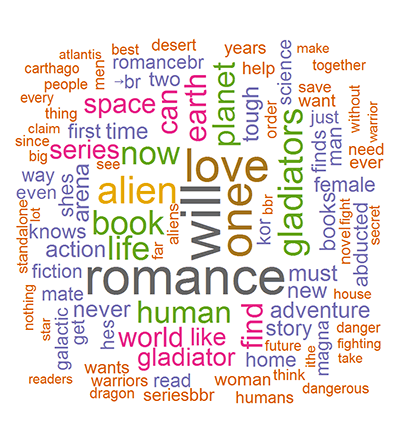 atlantis best desert years make
carthago men romancebr help science together
people →br two order save without
every space can earth planet tough want warrior
thing first time gladiators just
claim series now love finds man need
since see ever
big arena alien will one female
way shes
even book kor bbr books novel fight secret
standalone lot knows life far aliens abducted
action
fiction romance must
nothing mate never human find new house
star galactic get hes adventure
world like story magna danger
gladiator future ithe fighting
wants home take
readers warriors read woman think dangerous
dragon seriesbbr humans